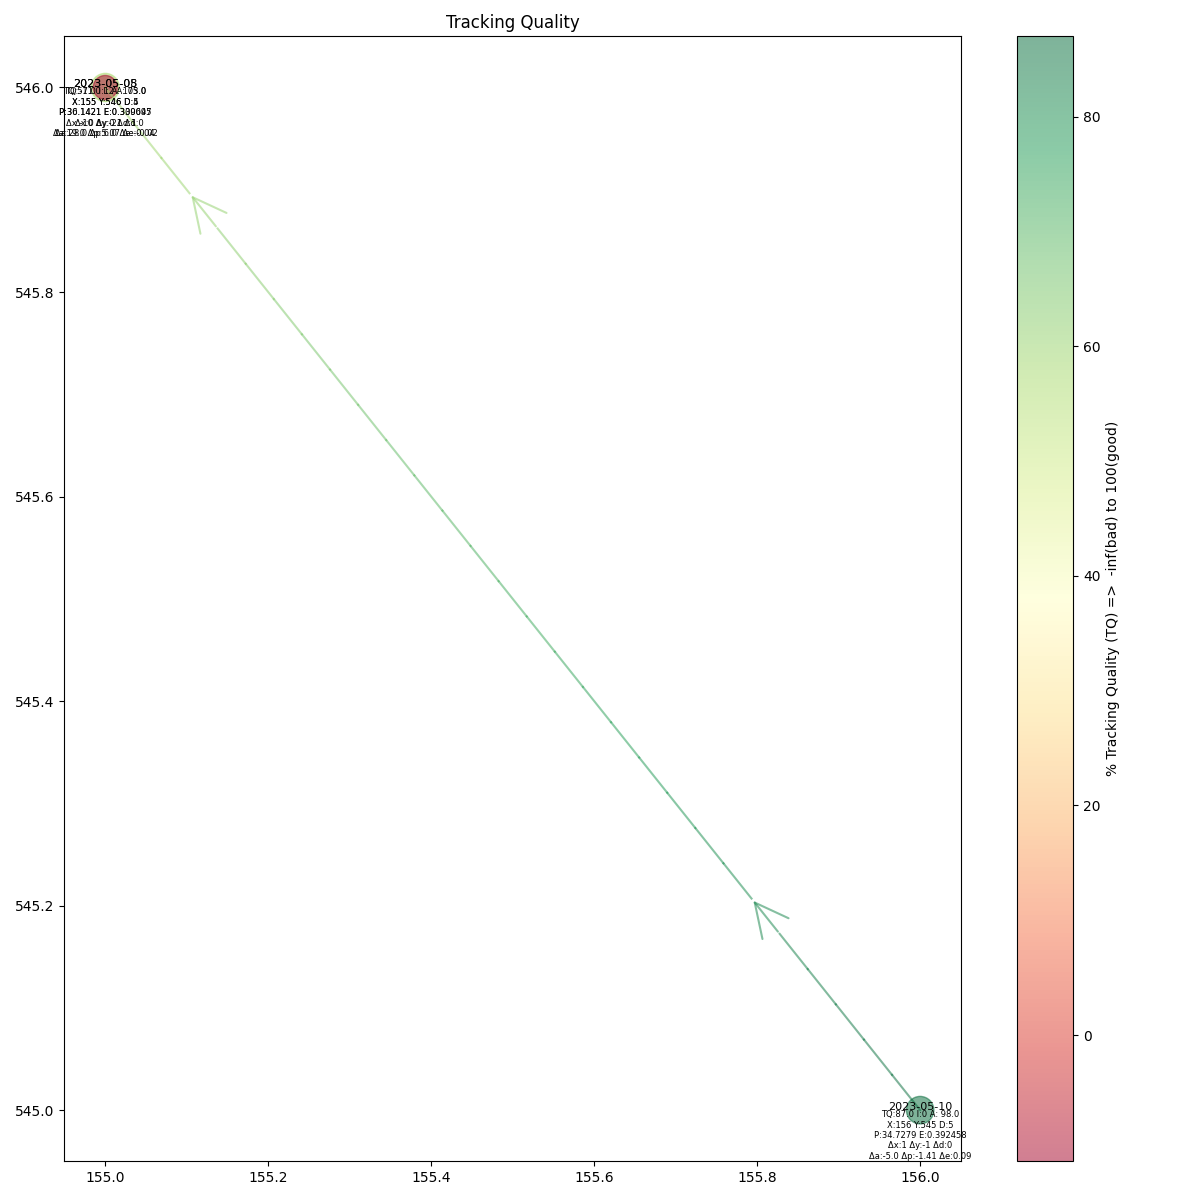 Tracking Quality
546.0
545.8
545.6
545.4
545.2
545.0
155.0 155.2 155.4 155.6 155.8 156.0
2023-05-10
TQ:87.0 I:0 A: 98.0
X:156 Y:545 D:5
P:34.7279 E:0.392458
Δx:1 Δy:-1 Δd:0
Δa:-5.0 Δp:-1.41 Δe:0.09
80
60
40
20
0
% Tracking Quality (TQ) => -inf(bad) to 100(good)